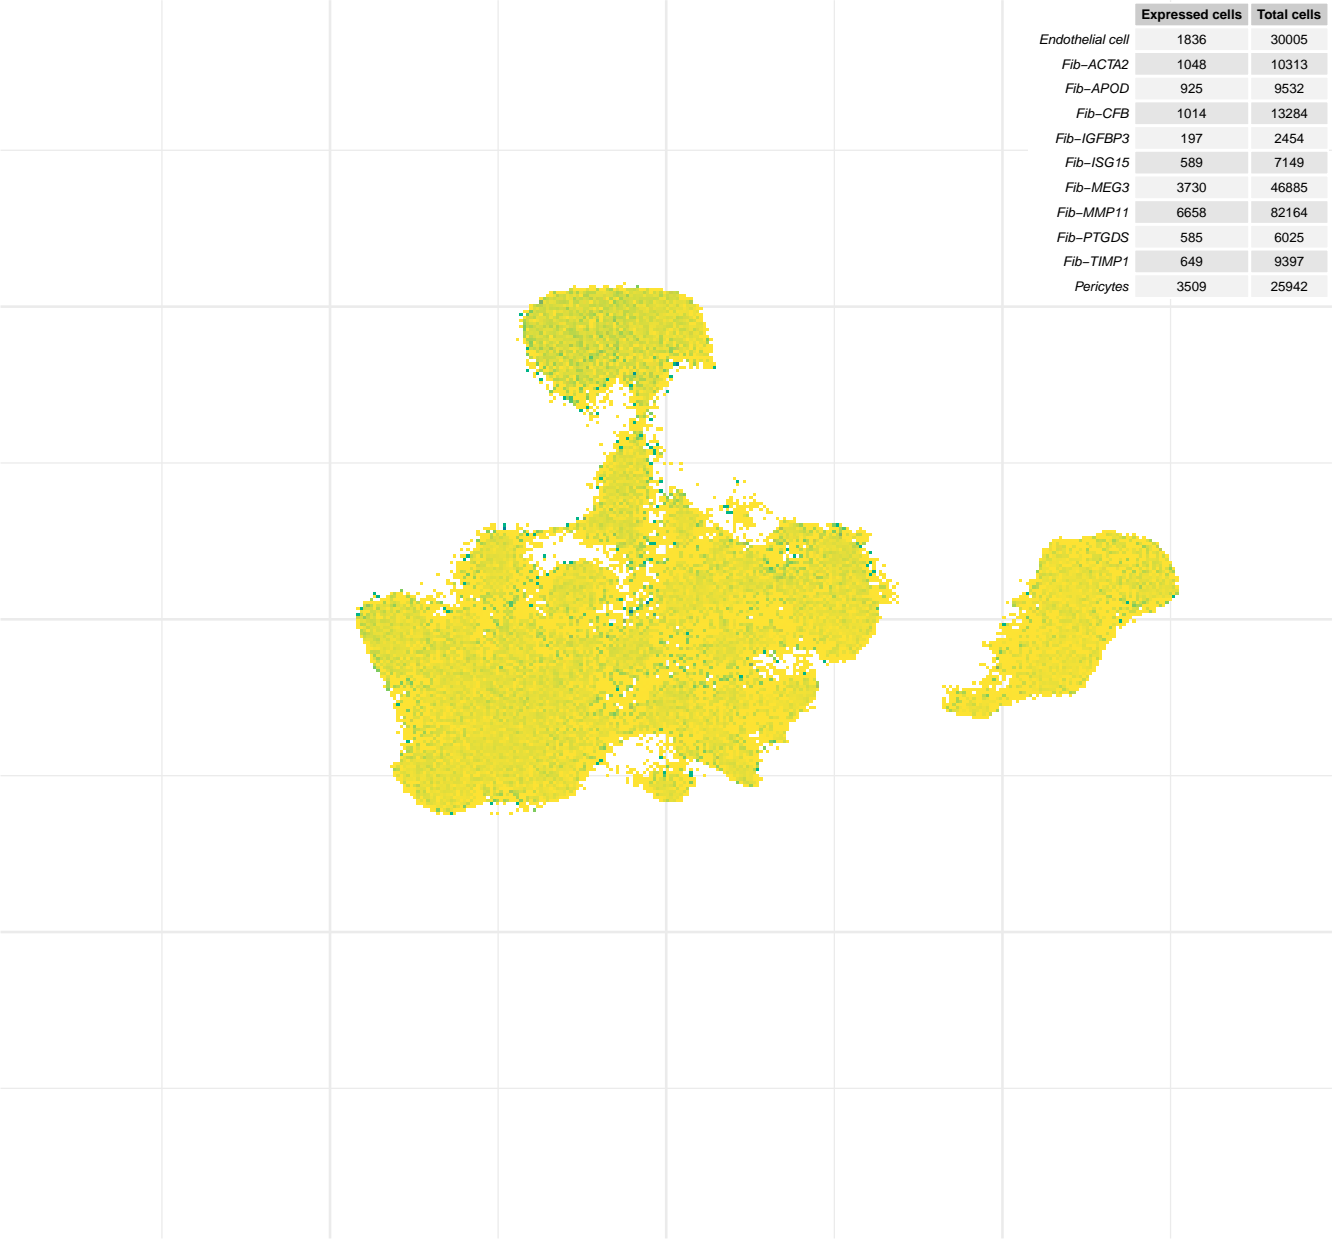 Expressed cells Total cells
Endothelial cell 1836 30005
Fib−ACTA2 1048 10313
Fib−APOD 925 9532
Fib−CFB 1014 13284
Fib−IGFBP3 197 2454
Fib−ISG15 589 7149
Fib−MEG3 3730 46885
Fib−MMP11 6658 82164
Fib−PTGDS 585 6025
Fib−TIMP1 649 9397
Pericytes 3509 25942